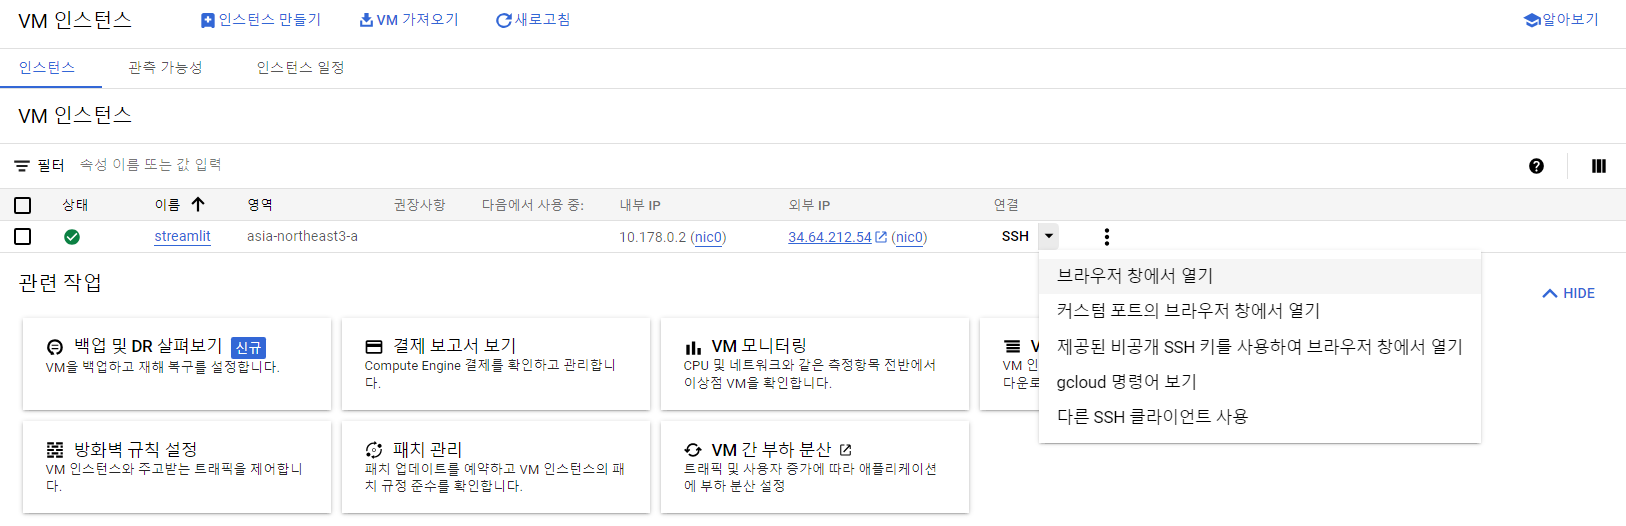 VM 인스턴스 인스턴스 만들기 VM 가져오기 새로고침 알아보기
인스턴스 관측 가능성 인스턴스 일정
VM 인스턴스
필터 속성 이름 또는 값 입력
상태 이름 영역 권장사항 다음에서 사용 중: 내부 IP 외부 IP 연결
streamlit asia-northeast3-a 10.178.0.2 (nic0) 34.64.212.54 (nic0) SSH
브라우저 창에서 열기
커스텀 포트의 브라우저 창에서 열기
제공된 비공개 SSH 키를 사용하여 브라우저 창에서 열기
gcloud 명령어 보기
다른 SSH 클라이언트 사용
관련 작업
HIDE
백업 및 DR 살펴보기 신규
VM을 백업하고 재해 복구를 설정합니다.
결제 보고서 보기
Compute Engine 결제를 확인하고 관리합니
다.
VM 모니터링
CPU 및 네트워크와 같은 측정항목 전반에서
이상점 VM을 확인합니다.
VM 인
다운로
방화벽 규칙 설정
VM 인스턴스와 주고받는 트래픽을 제어합니
다.
패치 관리
패치 업데이트를 예약하고 VM 인스턴스의 패
치 규정 준수를 확인합니다.
VM 간 부하 분산
트래픽 및 사용자 증가에 따라 애플리케이션
에 부하 분산 설정